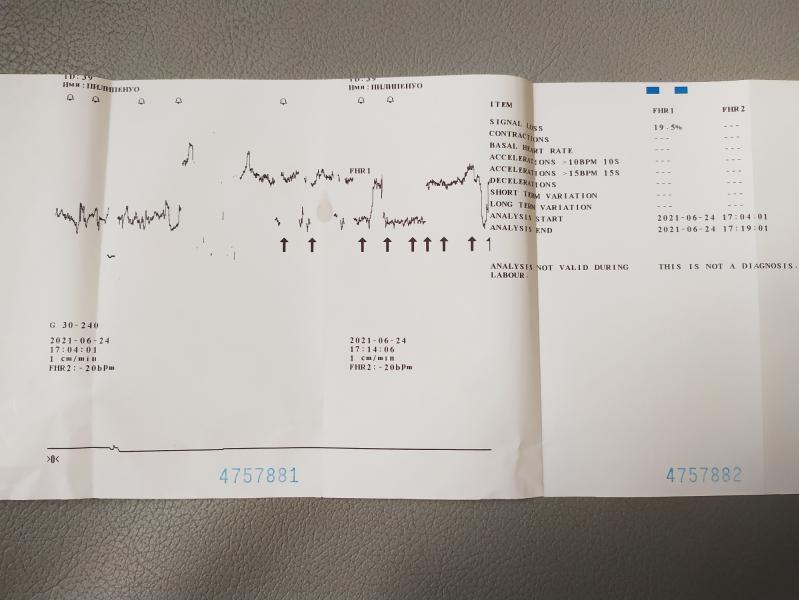 ID:39
Имя:ПИЛИПЕНУО
ID:39
Имя:ПИЛИПЕНУО
FHR1
G 30-240
2021-06-24
17:04:01
1 cm/min
FHR2:-20bpm
2021-06-24
17:14:06
1 cm/min
FHR2:-20bpm
>0<
4757881
ITEM FHR1 FHR2
SIGNAL LOSS 19.5% ---
CONTRACTIONS --- ---
BASAL HEART RATE --- ---
ACCELERATIONS >10BPM 10S --- ---
ACCELERATIONS >15BPM 15S --- ---
DECELERATIONS --- ---
SHORT TERM VARIATION --- ---
LONG TERM VARIATION --- ---
ANALYSIS START 2021-06-24 17:04:01
ANALYSIS END 2021-06-24 17:19:01
ANALYSIS NOT VALID DURING LABOUR. THIS IS NOT A DIAGNOSIS.
4757882